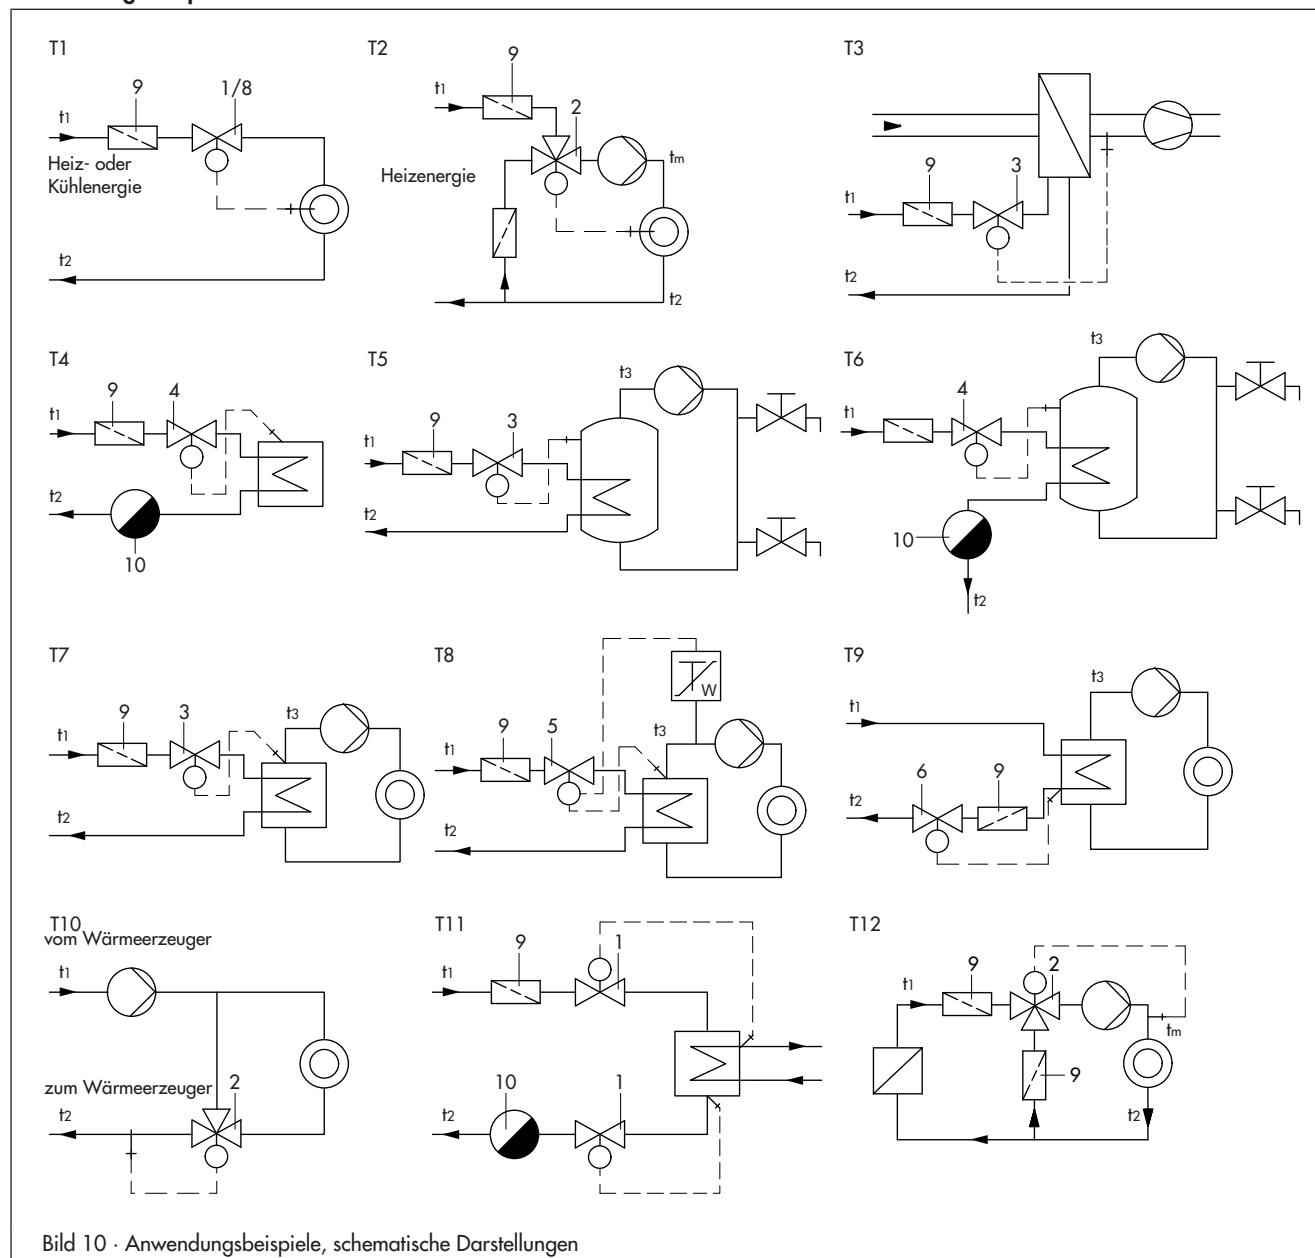 T1
9
1/8
t1
Heiz- oder
Kühlenergie
t2
T2
9
t1
2
tm
Heizenergie
t2
T3
9
3
t1
t2
T4
9
4
t1
t2
10
T5
t3
9
3
t1
t2
T6
t3
4
t1
10
t2
T7
9
3
t3
t1
t2
T8
W
9
5
t3
t1
t2
T9
t3
t1
6
9
t2
T10
vom Wärmeerzeuger
t1
zum Wärmeerzeuger
2
t2
T11
9
1
t1
10
1
t2
T12
9
2
t1
tm
9
t2
Bild 10 · Anwendungsbeispiele, schematische Darstellungen